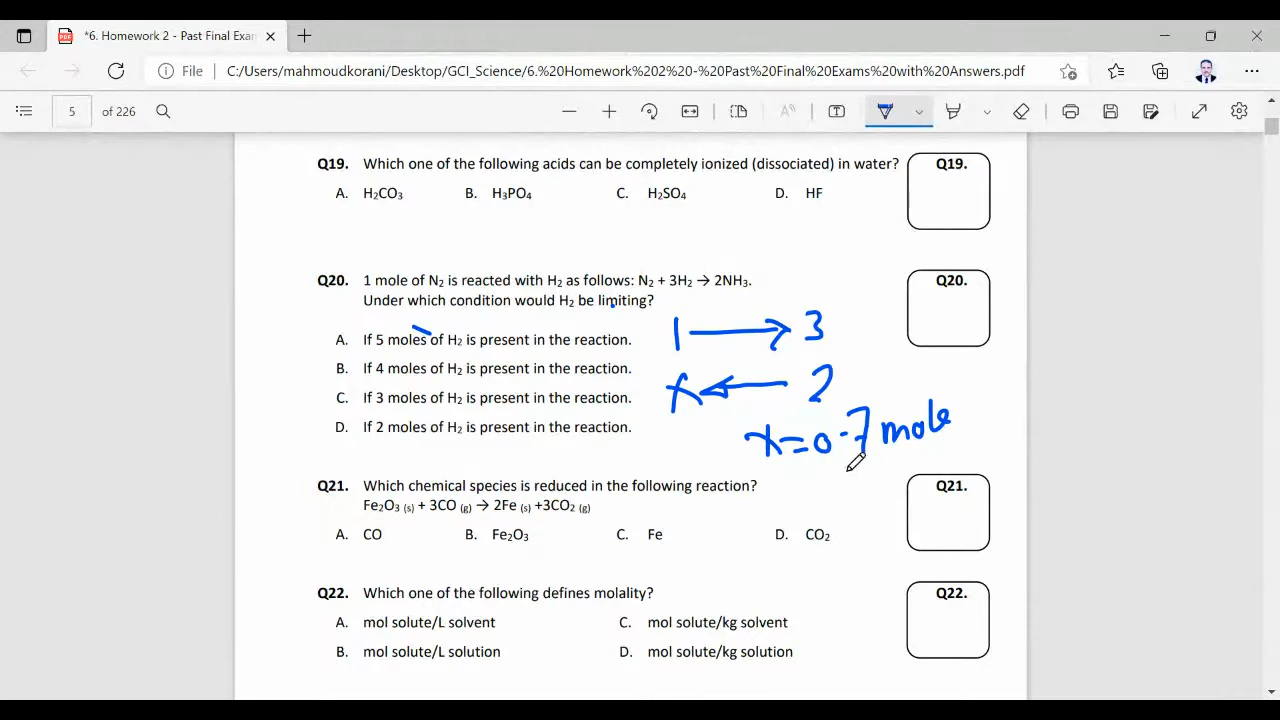 *6. Homework 2 - Past Final Exam
File C:/Users/mahmoudkorani/Desktop/GCI_Science/6.%20Homework%202%20-%20Past%20Final%20Exams%20with%20Answers.pdf
5 of 226
Q19. Which one of the following acids can be completely ionized (dissociated) in water? Q19.
A. H₂CO₃ B. H₃PO₄ C. H₂SO₄ D. HF
Q20. 1 mole of N₂ is reacted with H₂ as follows: N₂ + 3H₂ → 2NH₃. Q20.
Under which condition would H₂ be limiting?
1 → 3
A. If 5 moles of H₂ is present in the reaction.
B. If 4 moles of H₂ is present in the reaction.
x ← 2
C. If 3 moles of H₂ is present in the reaction.
D. If 2 moles of H₂ is present in the reaction.
x = 0.7 mole
Q21. Which chemical species is reduced in the following reaction? Q21.
Fe₂O₃ (s) + 3CO (g) → 2Fe (s) +3CO₂ (g)
A. CO B. Fe₂O₃ C. Fe D. CO₂
Q22. Which one of the following defines molality? Q22.
A. mol solute/L solvent C. mol solute/kg solvent
B. mol solute/L solution D. mol solute/kg solution